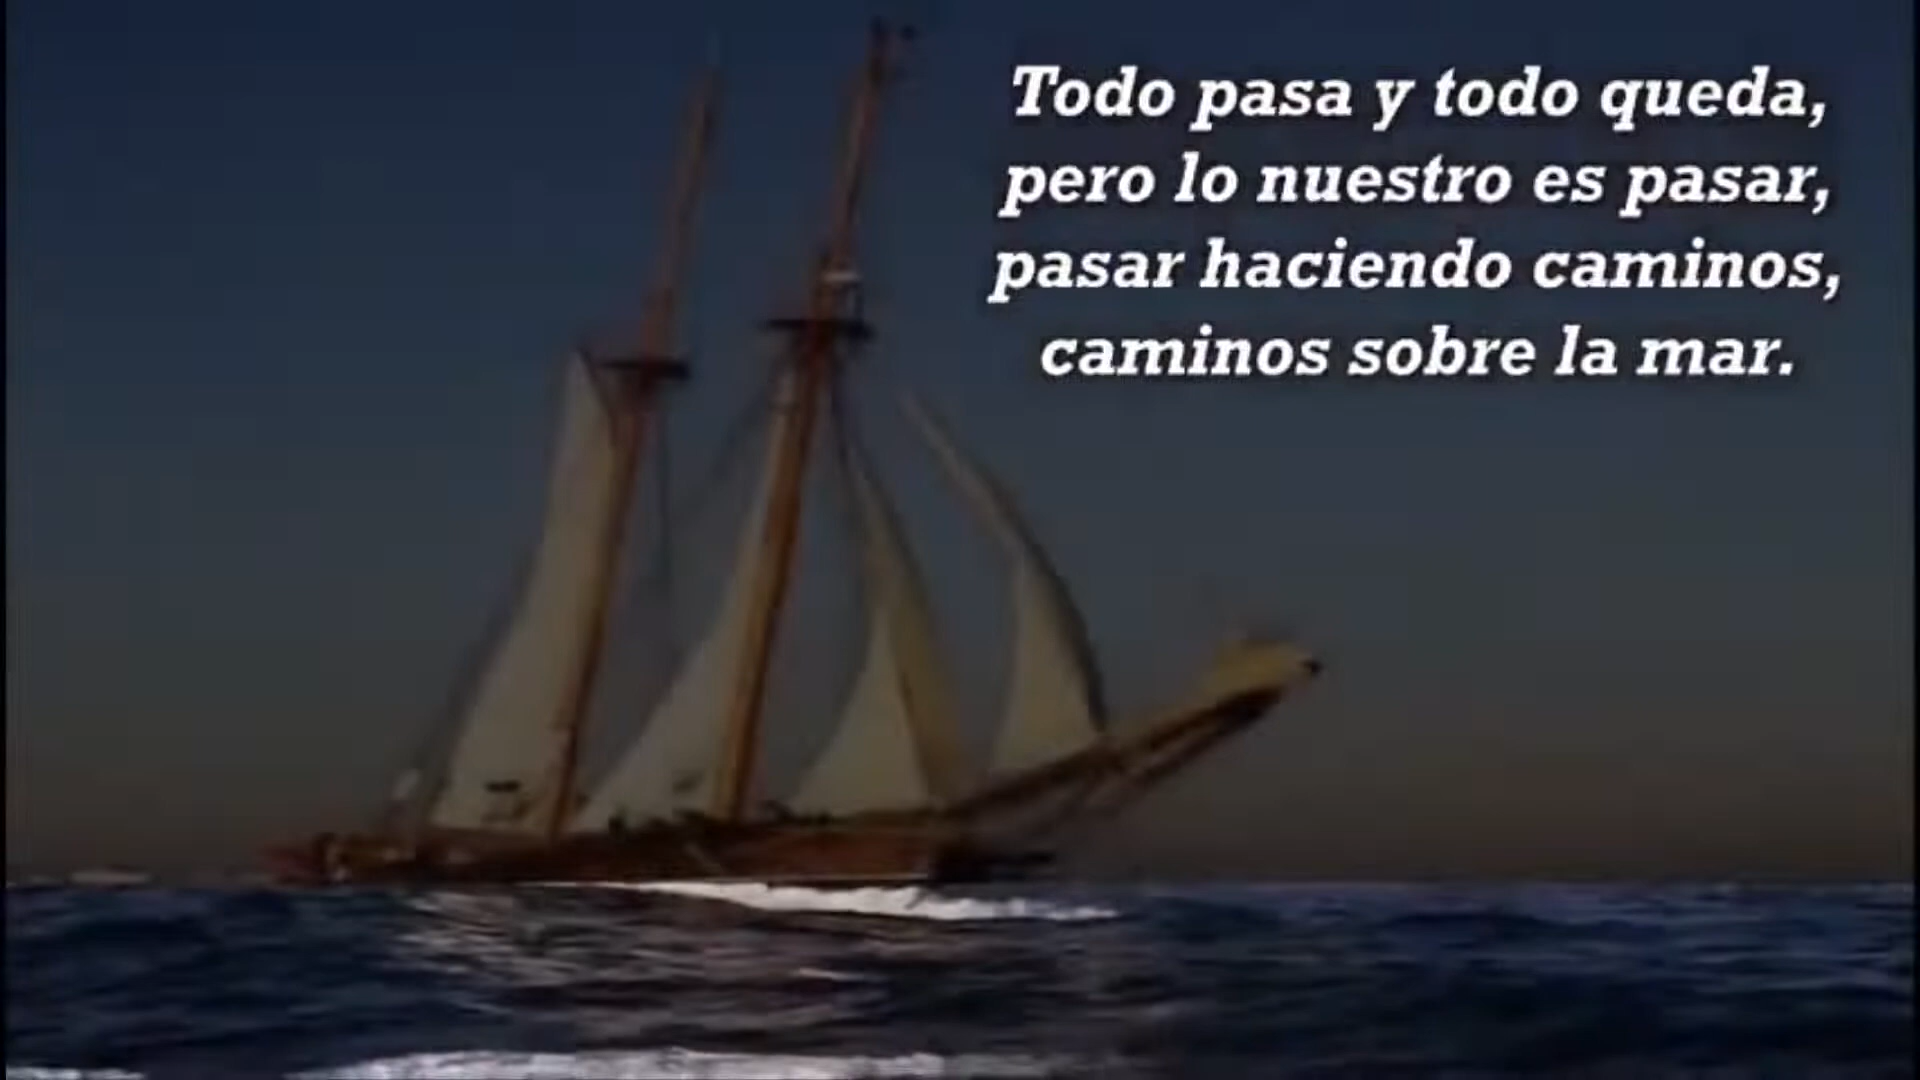 Todo pasa y todo queda,
pero lo nuestro es pasar,
pasar haciendo caminos,
caminos sobre la mar.